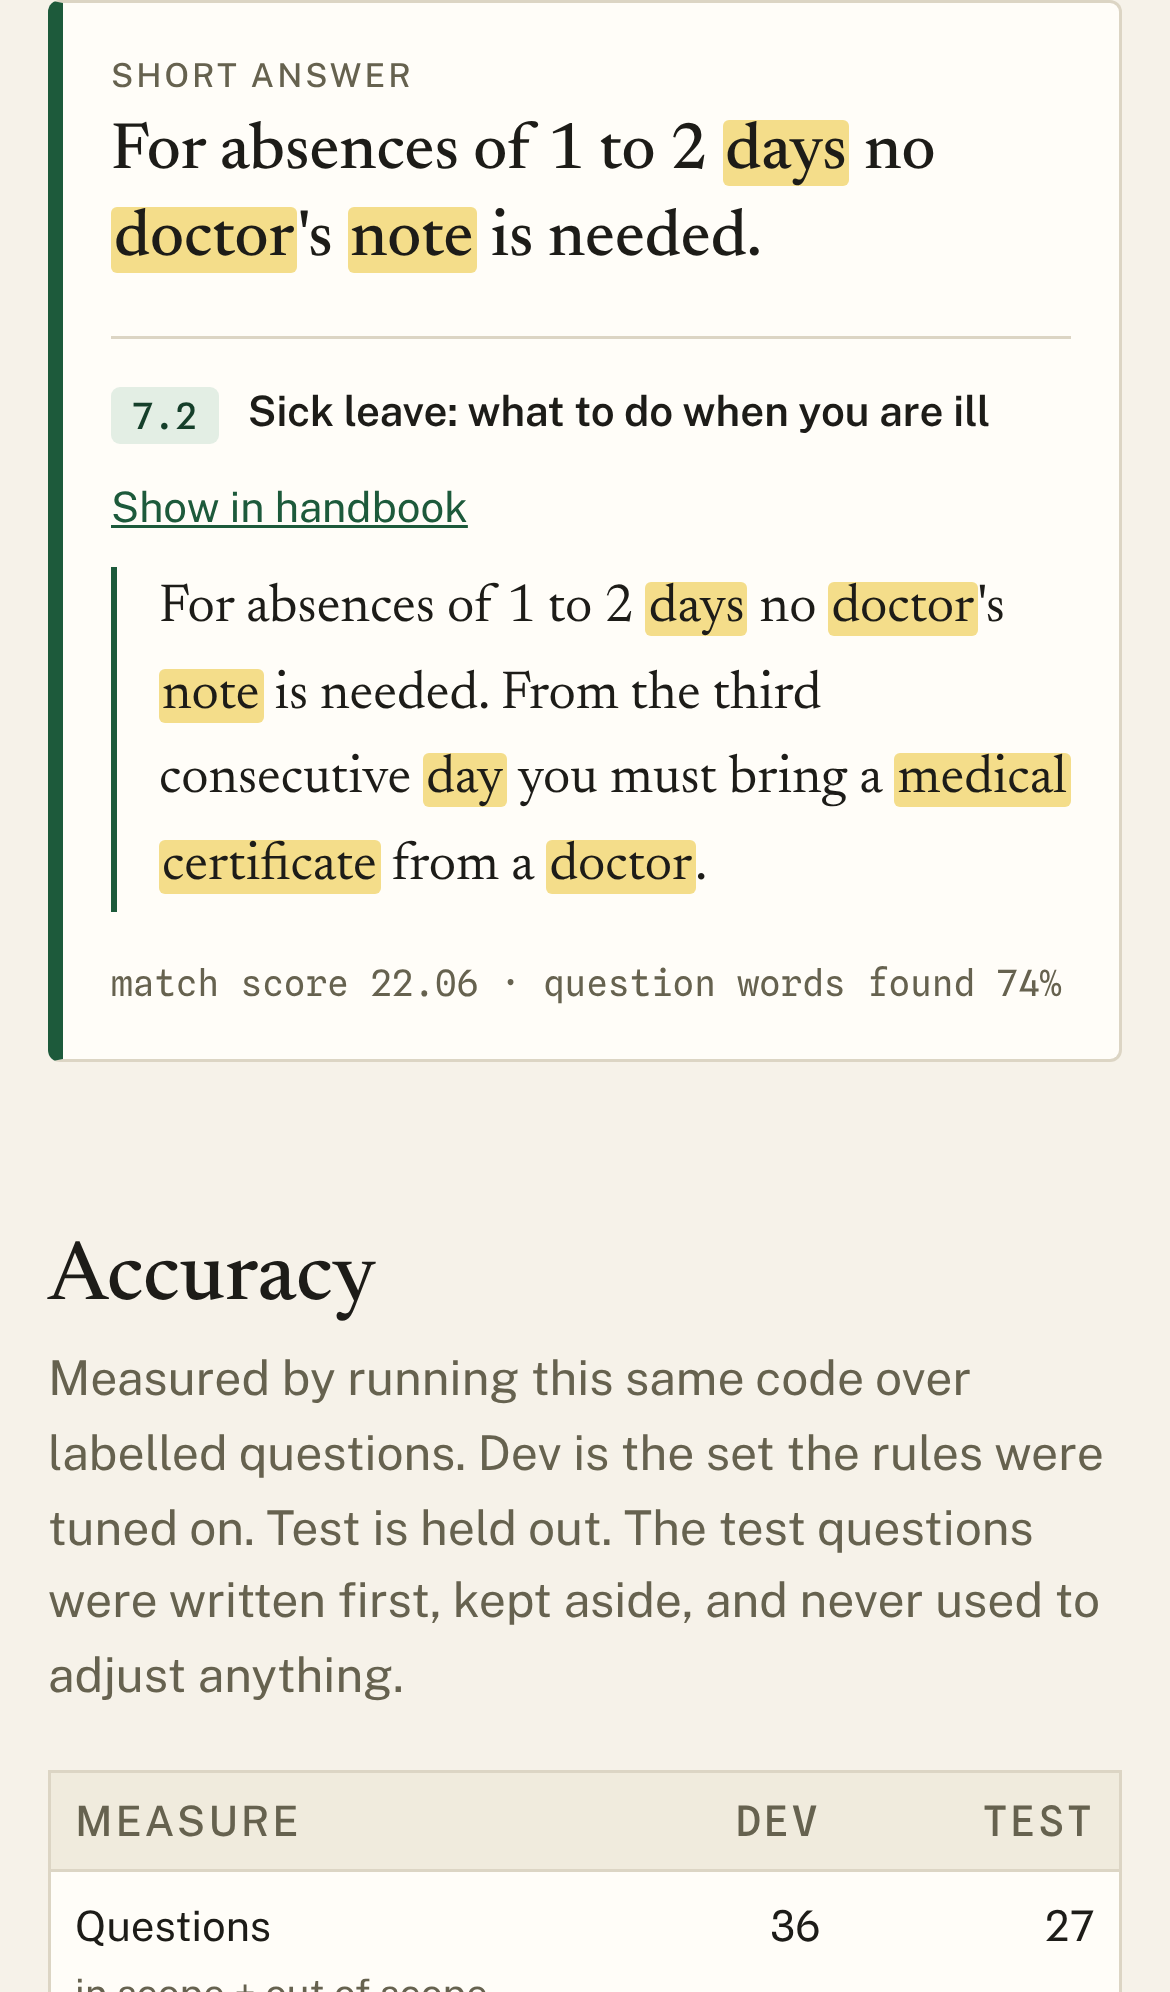 SHORT ANSWER
For absences of 1 to 2 days no
doctor's note is needed.
7.2 Sick leave: what to do when you are ill
Show in handbook
For absences of 1 to 2 days no doctor's
note is needed. From the third
consecutive day you must bring a medical
certificate from a doctor.
match score 22.06 · question words found 74%
Accuracy
Measured by running this same code over
labelled questions. Dev is the set the rules were
tuned on. Test is held out. The test questions
were written first, kept aside, and never used to
adjust anything.
MEASURE DEV TEST
Questions 36 27
in scope + out of scope